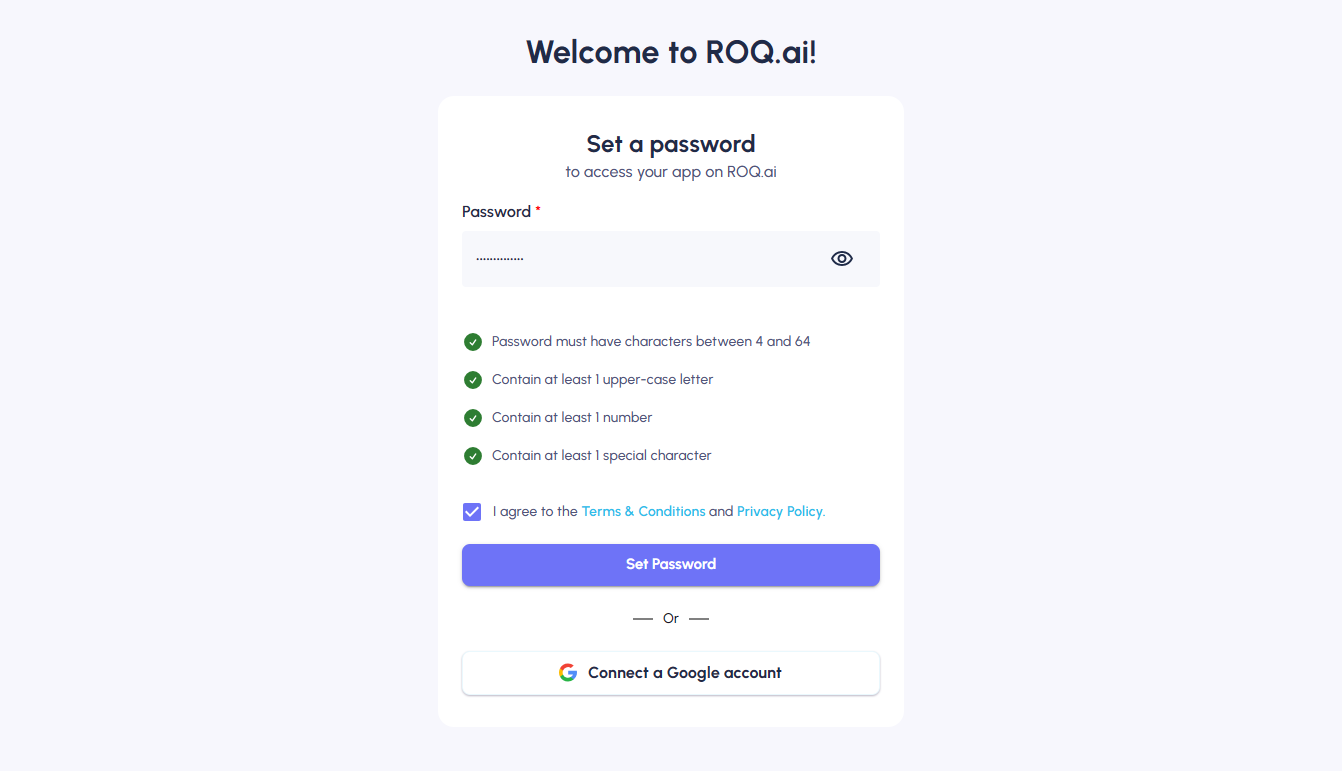 Welcome to ROQ.ai!
Set a password
to access your app on ROQ.ai
Password *
··············
Password must have characters between 4 and 64
Contain at least 1 upper-case letter
Contain at least 1 number
Contain at least 1 special character
I agree to the Terms & Conditions and Privacy Policy.
Set Password
Or
Connect a Google account